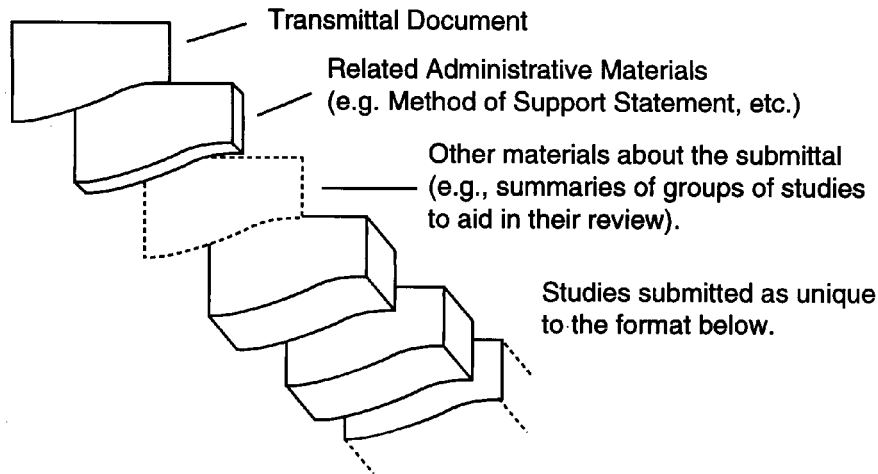 Transmittal Document
Related Administrative Materials
(e.g. Method of Support Statement, etc.)
Other materials about the submittal
(e.g., summaries of groups of studies
to aid in their review).
Studies submitted as unique
to the format below.